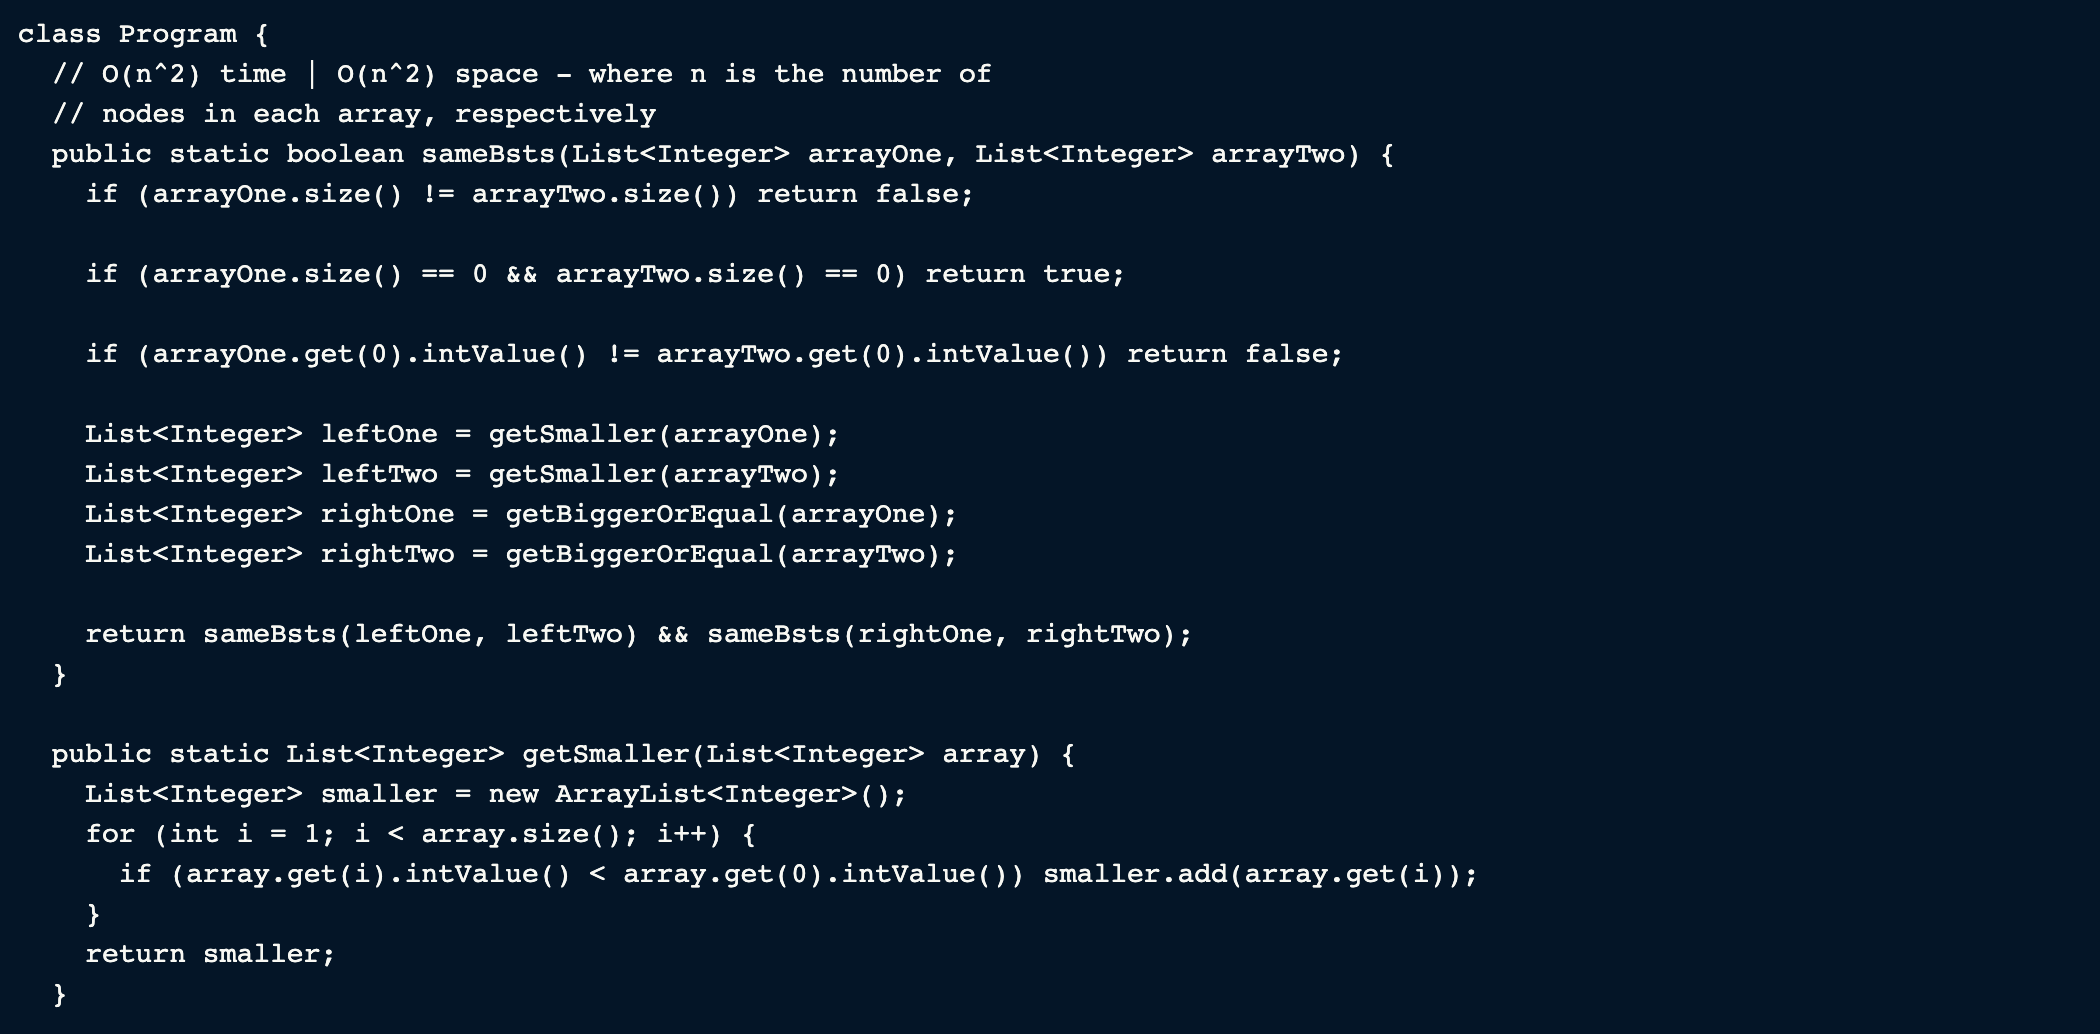 class Program {
  // O(n^2) time | O(n^2) space - where n is the number of
  // nodes in each array, respectively
  public static boolean sameBsts(List<Integer> arrayOne, List<Integer> arrayTwo) {
    if (arrayOne.size() != arrayTwo.size()) return false;

    if (arrayOne.size() == 0 && arrayTwo.size() == 0) return true;

    if (arrayOne.get(0).intValue() != arrayTwo.get(0).intValue()) return false;

    List<Integer> leftOne = getSmaller(arrayOne);
    List<Integer> leftTwo = getSmaller(arrayTwo);
    List<Integer> rightOne = getBiggerOrEqual(arrayOne);
    List<Integer> rightTwo = getBiggerOrEqual(arrayTwo);

    return sameBsts(leftOne, leftTwo) && sameBsts(rightOne, rightTwo);
  }

  public static List<Integer> getSmaller(List<Integer> array) {
    List<Integer> smaller = new ArrayList<Integer>();
    for (int i = 1; i < array.size(); i++) {
      if (array.get(i).intValue() < array.get(0).intValue()) smaller.add(array.get(i));
    }
    return smaller;
  }